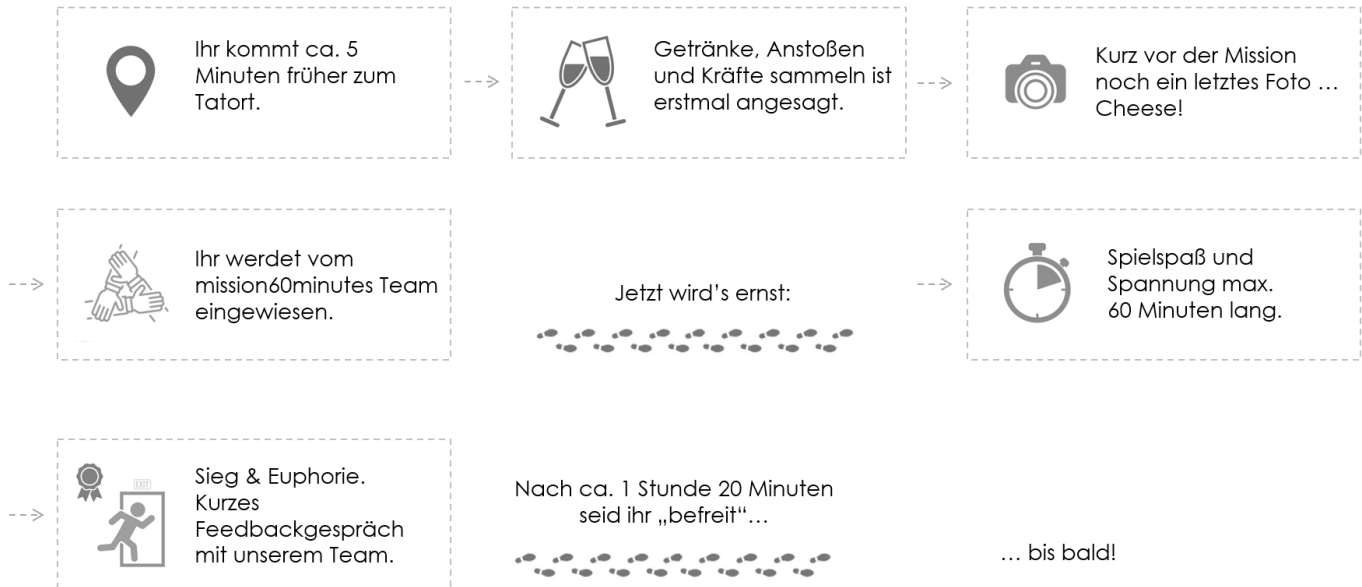 Ihr kommt ca. 5
Minuten früher zum
Tatort.
Getränke, Anstoßen
und Kräfte sammeln ist
erstmal angesagt.
Kurz vor der Mission
noch ein letztes Foto …
Cheese!
Ihr werdet vom
mission60minutes Team
eingewiesen.
Jetzt wird’s ernst:
Spielspaß und
Spannung max.
60 Minuten lang.
EXIT
Sieg & Euphorie.
Kurzes
Feedbackgespräch
mit unserem Team.
Nach ca. 1 Stunde 20 Minuten
seid ihr „befreit“…
… bis bald!